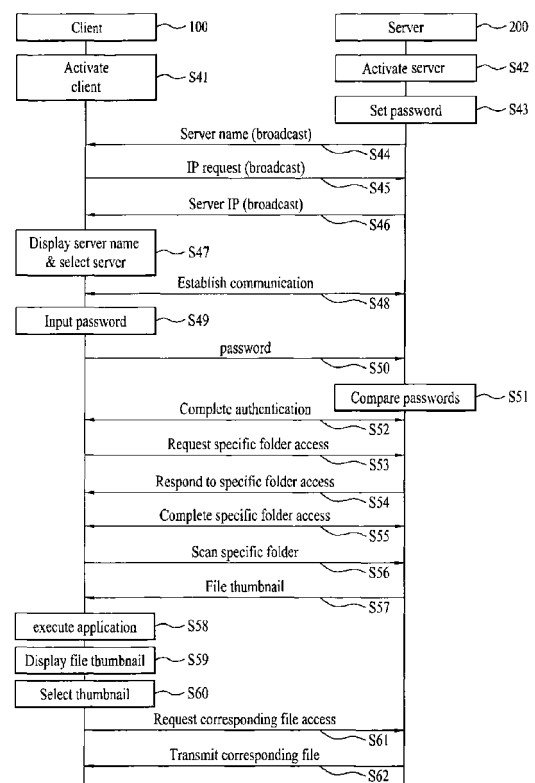 Client
100
Server
200
Activate
client
S41
Activate server
S42
Set password
S43
Server name (broadcast)
S44
IP request (broadcast)
S45
Server IP (broadcast)
S46
Display server name
& select server
S47
Establish communication
S48
Input password
S49
password
S50
Compare passwords
S51
Complete authentication
S52
Request specific folder access
S53
Respond to specific folder access
S54
Complete specific folder access
S55
Scan specific folder
S56
File thumbnail
S57
execute application
S58
Display file thumbnail
S59
Select thumbnail
S60
Request corresponding file access
S61
Transmit corresponding file
S62